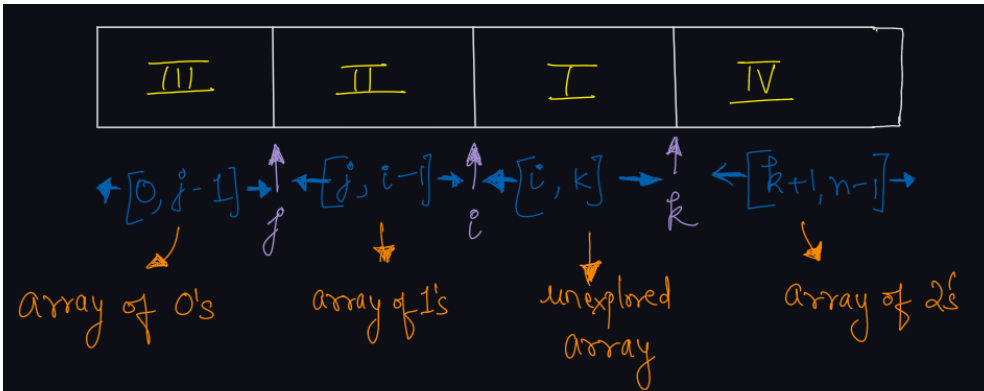 III II I IV
[0, j-1] [j, i-1] [i, k] [k+1, n-1]
j i k
array of 0's array of 1's unexplored array of 2's
array